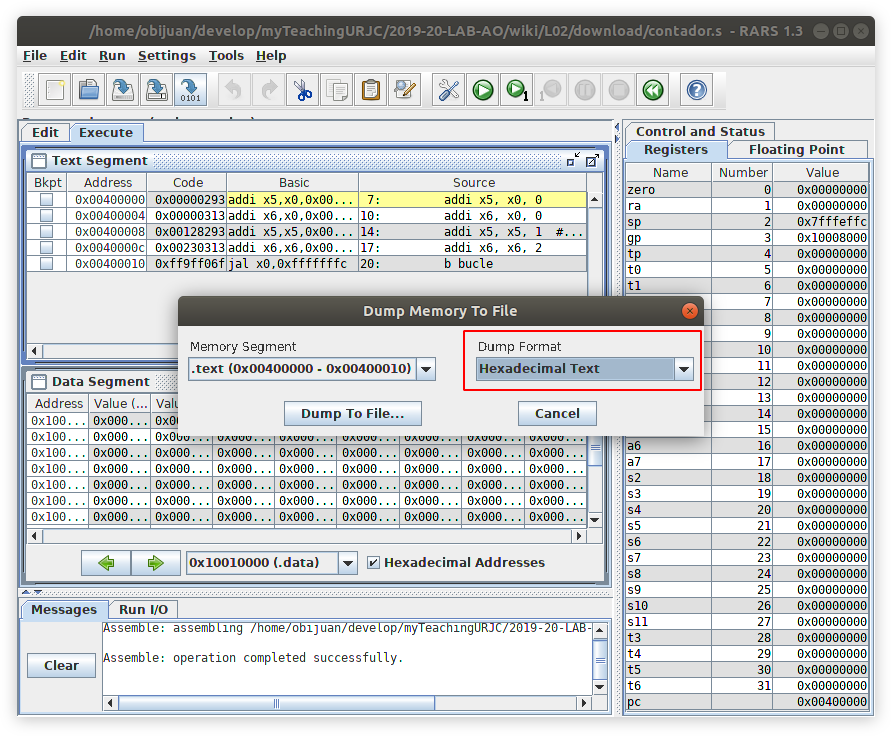 /home/obijuan/develop/myTeachingURJC/2019-20-LAB-AO/wiki/L02/download/contador.s - RARS 1.3
File Edit Run Settings Tools Help
0101 1 1
Edit Execute
Text Segment
Bkpt Address Code Basic Source
0x00400000 0x00000293 addi x5,x0,0x00... 7: addi x5, x0, 0
0x00400004 0x00000313 addi x6,x0,0x00... 10: addi x6, x0, 0
0x00400008 0x00128293 addi x5,x5,0x00... 14: addi x5, x5, 1 #...
0x0040000c 0x00230313 addi x6,x6,0x00... 17: addi x6, x6, 2
0x00400010 0xff9ff06f jal x0,0xfffffffc 20: b bucle
Dump Memory To File
Memory Segment
.text (0x00400000 - 0x00400010)
Dump Format
Hexadecimal Text
Dump To File... Cancel
Data Segment
Address Value (... Valu
0x100... 0x000... 0x00
0x100... 0x000... 0x000... 0x000... 0x000... 0x000... 0x000... 0x000...
0x100... 0x000... 0x000... 0x000... 0x000... 0x000... 0x000... 0x000...
0x100... 0x000... 0x000... 0x000... 0x000... 0x000... 0x000... 0x000...
0x100... 0x000... 0x000... 0x000... 0x000... 0x000... 0x000... 0x000...
0x100... 0x000... 0x000... 0x000... 0x000... 0x000... 0x000... 0x000...
0x100... 0x000... 0x000... 0x000... 0x000... 0x000... 0x000... 0x000...
0x10010000 (.data) Hexadecimal Addresses
Messages Run I/O
Assemble: assembling /home/obijuan/develop/myTeachingURJC/2019-20-LAB-
Assemble: operation completed successfully.
Clear
Control and Status
Registers Floating Point
Name Number Value
zero 0 0x00000000
ra 1 0x00000000
sp 2 0x7fffeffc
gp 3 0x10008000
tp 4 0x00000000
t0 5 0x00000000
t1 6 0x00000000
7 0x00000000
8 0x00000000
9 0x00000000
10 0x00000000
11 0x00000000
12 0x00000000
13 0x00000000
14 0x00000000
15 0x00000000
a6 16 0x00000000
a7 17 0x00000000
s2 18 0x00000000
s3 19 0x00000000
s4 20 0x00000000
s5 21 0x00000000
s6 22 0x00000000
s7 23 0x00000000
s8 24 0x00000000
s9 25 0x00000000
s10 26 0x00000000
s11 27 0x00000000
t3 28 0x00000000
t4 29 0x00000000
t5 30 0x00000000
t6 31 0x00000000
pc 0x00400000